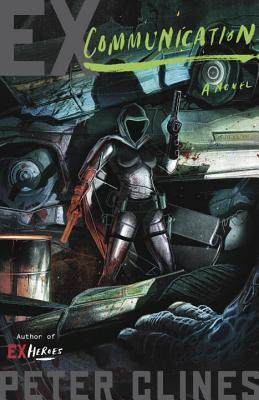 EX
COMMUNICATION
A NOVEL
Author of
EX HEROES
PETER CLINES